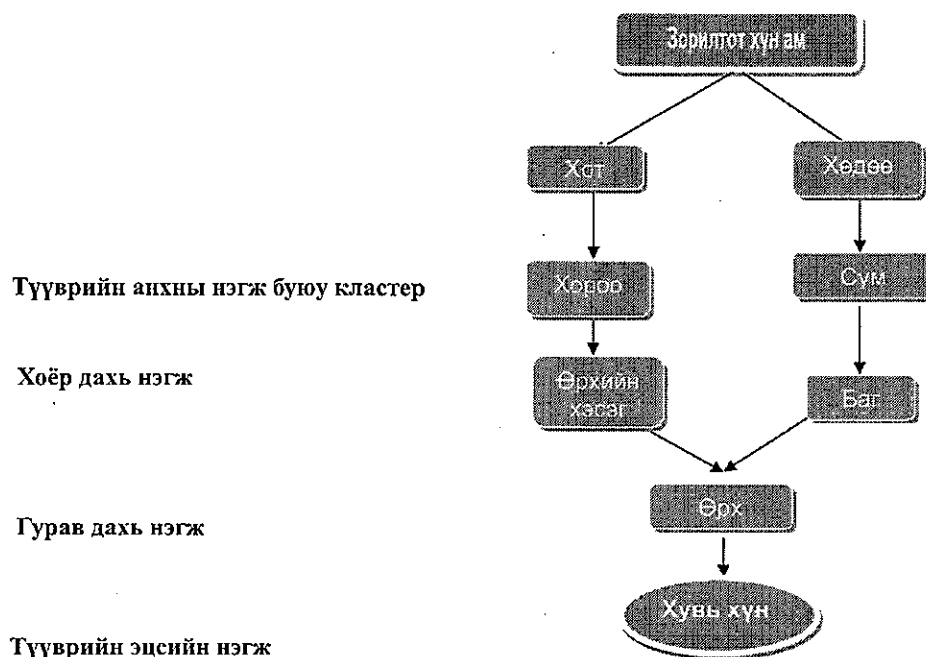 Зорилтот хүн ам
Хот
Хөдөө
Түүврийн анхны нэгж буюу кластер
Хороо
Сум
Хоёр дахь нэгж
Өрхийн
хэсэг
Баг
Гурав дахь нэгж
Өрх
Хувь хүн
Түүврийн эцсийн нэгж